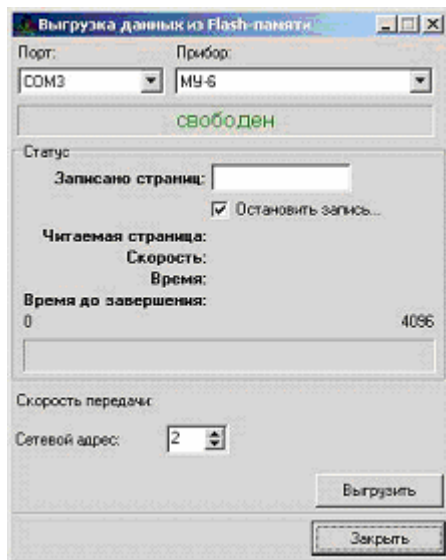 Выгрузка данных из Flash-памяти
Порт: Прибор:
COM3 МУ-6
свободен
Статус
Записано страниц:
Остановить запись...
Читаемая страница:
Скорость:
Время:
Время до завершения:
0 4096
Скорость передачи:
Сетевой адрес: 2
Выгрузить
Закрыть